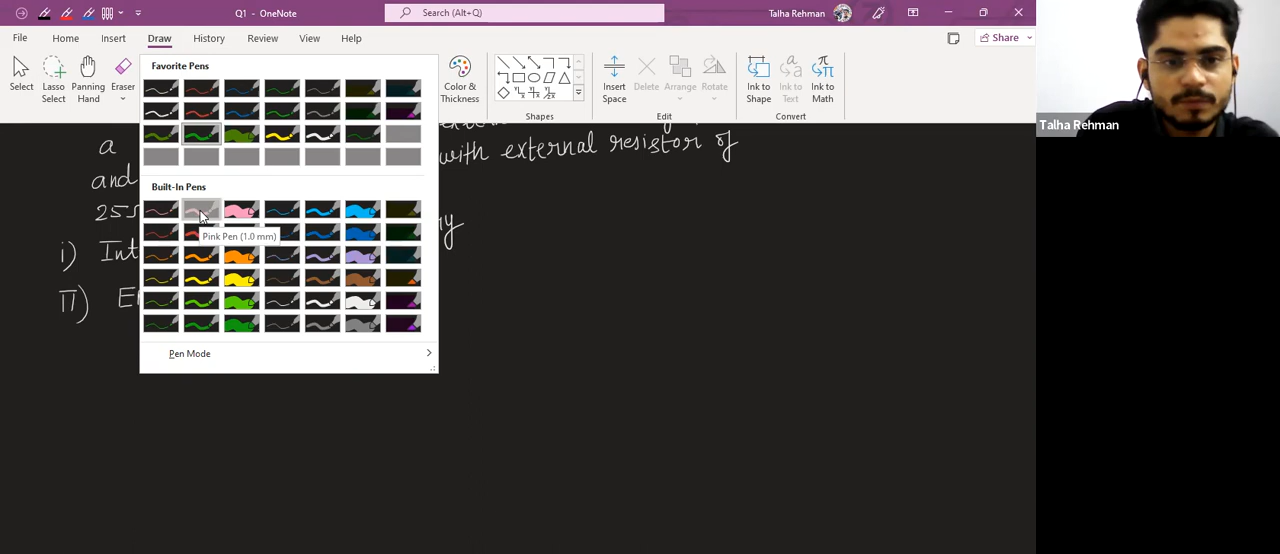 Q1 - OneNote
Search (Alt+Q)
Talha Rehman
File
Home
Insert
Draw
History
Review
View
Help
Share
Select
Lasso Select
Panning Hand
Eraser
Favorite Pens
Built-In Pens
Pink Pen (1.0 mm)
Pen Mode
Color & Thickness
Shapes
Insert Space
Delete
Arrange
Rotate
Edit
Ink to Shape
Ink to Text
Ink to Math
Convert
a
with external resistor of
and
25Ω
i) Int
II) E
Talha Rehman